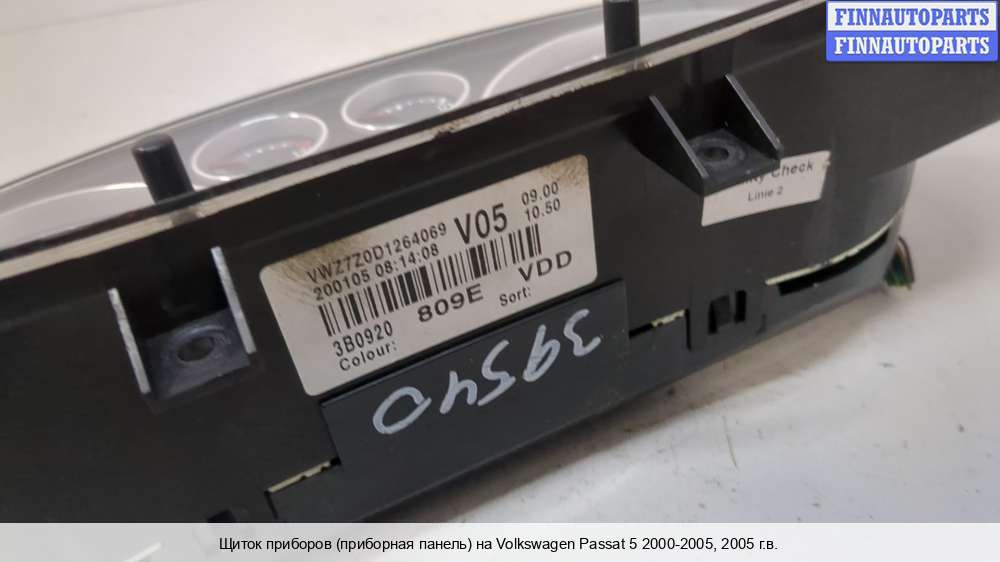 FINNAUTOPARTS
FINNAUTOPARTS
VWZ7Z0D1264069
200105 08:14:08
V05
09.00
10.50
3B0920
809E
VDD
Colour:
Sort:
Check
Linie 2
39540
Щиток приборов (приборная панель) на Volkswagen Passat 5 2000-2005, 2005 г.в.